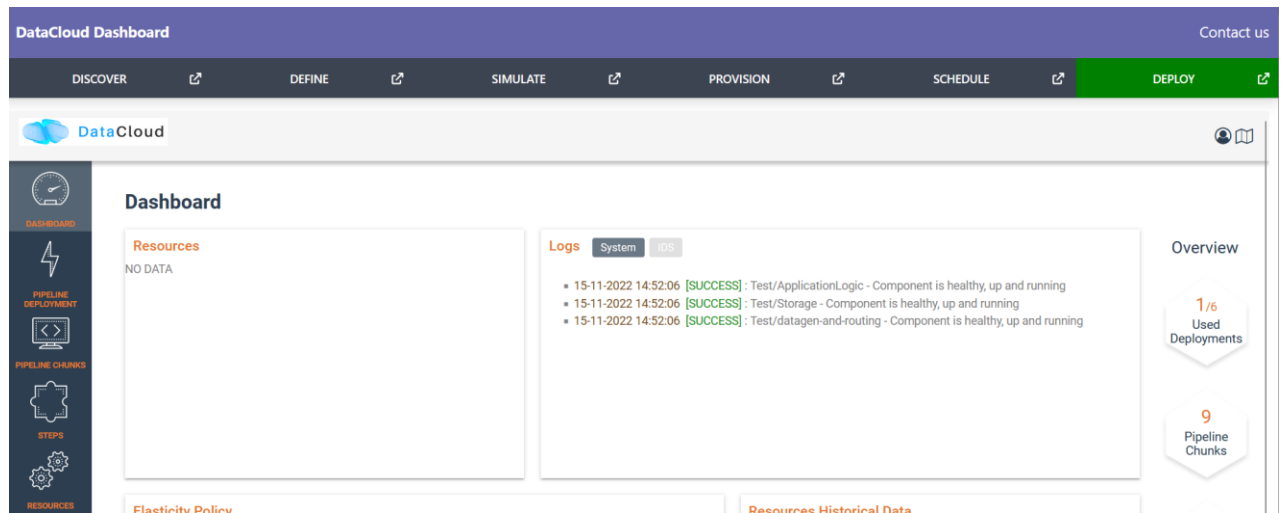 DataCloud Dashboard
Contact us
DISCOVER
DEFINE
SIMULATE
PROVISION
SCHEDULE
DEPLOY
DataCloud
DASHBOARD
PIPELINE
DEPLOYMENT
PIPELINE CHUNKS
STEPS
RESOURCES
Dashboard
Resources
NO DATA
Logs System IDS
15-11-2022 14:52:06 [SUCCESS] : Test/ApplicationLogic - Component is healthy, up and running
15-11-2022 14:52:06 [SUCCESS] : Test/Storage - Component is healthy, up and running
15-11-2022 14:52:06 [SUCCESS] : Test/datagen-and-routing - Component is healthy, up and running
Overview
1/6
Used
Deployments
9
Pipeline
Chunks
Elasticity Policy
Resources Historical Data